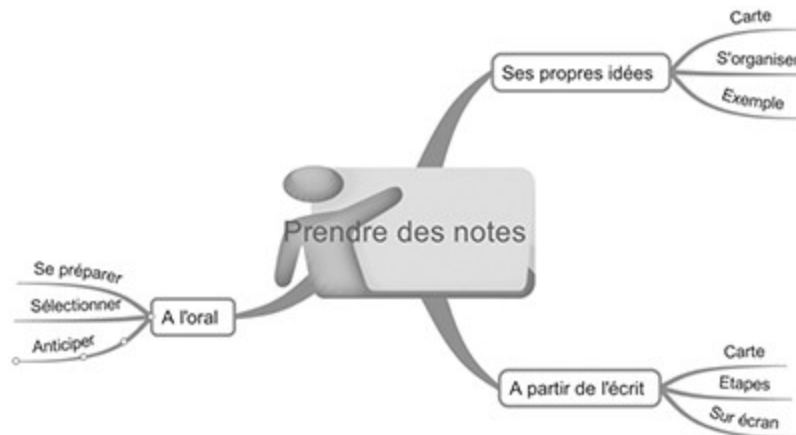 Prendre des notes
Ses propres idées
Carte
S'organiser
Exemple
A l'oral
Se préparer
Sélectionner
Anticiper
A partir de l'écrit
Carte
Etapes
Sur écran